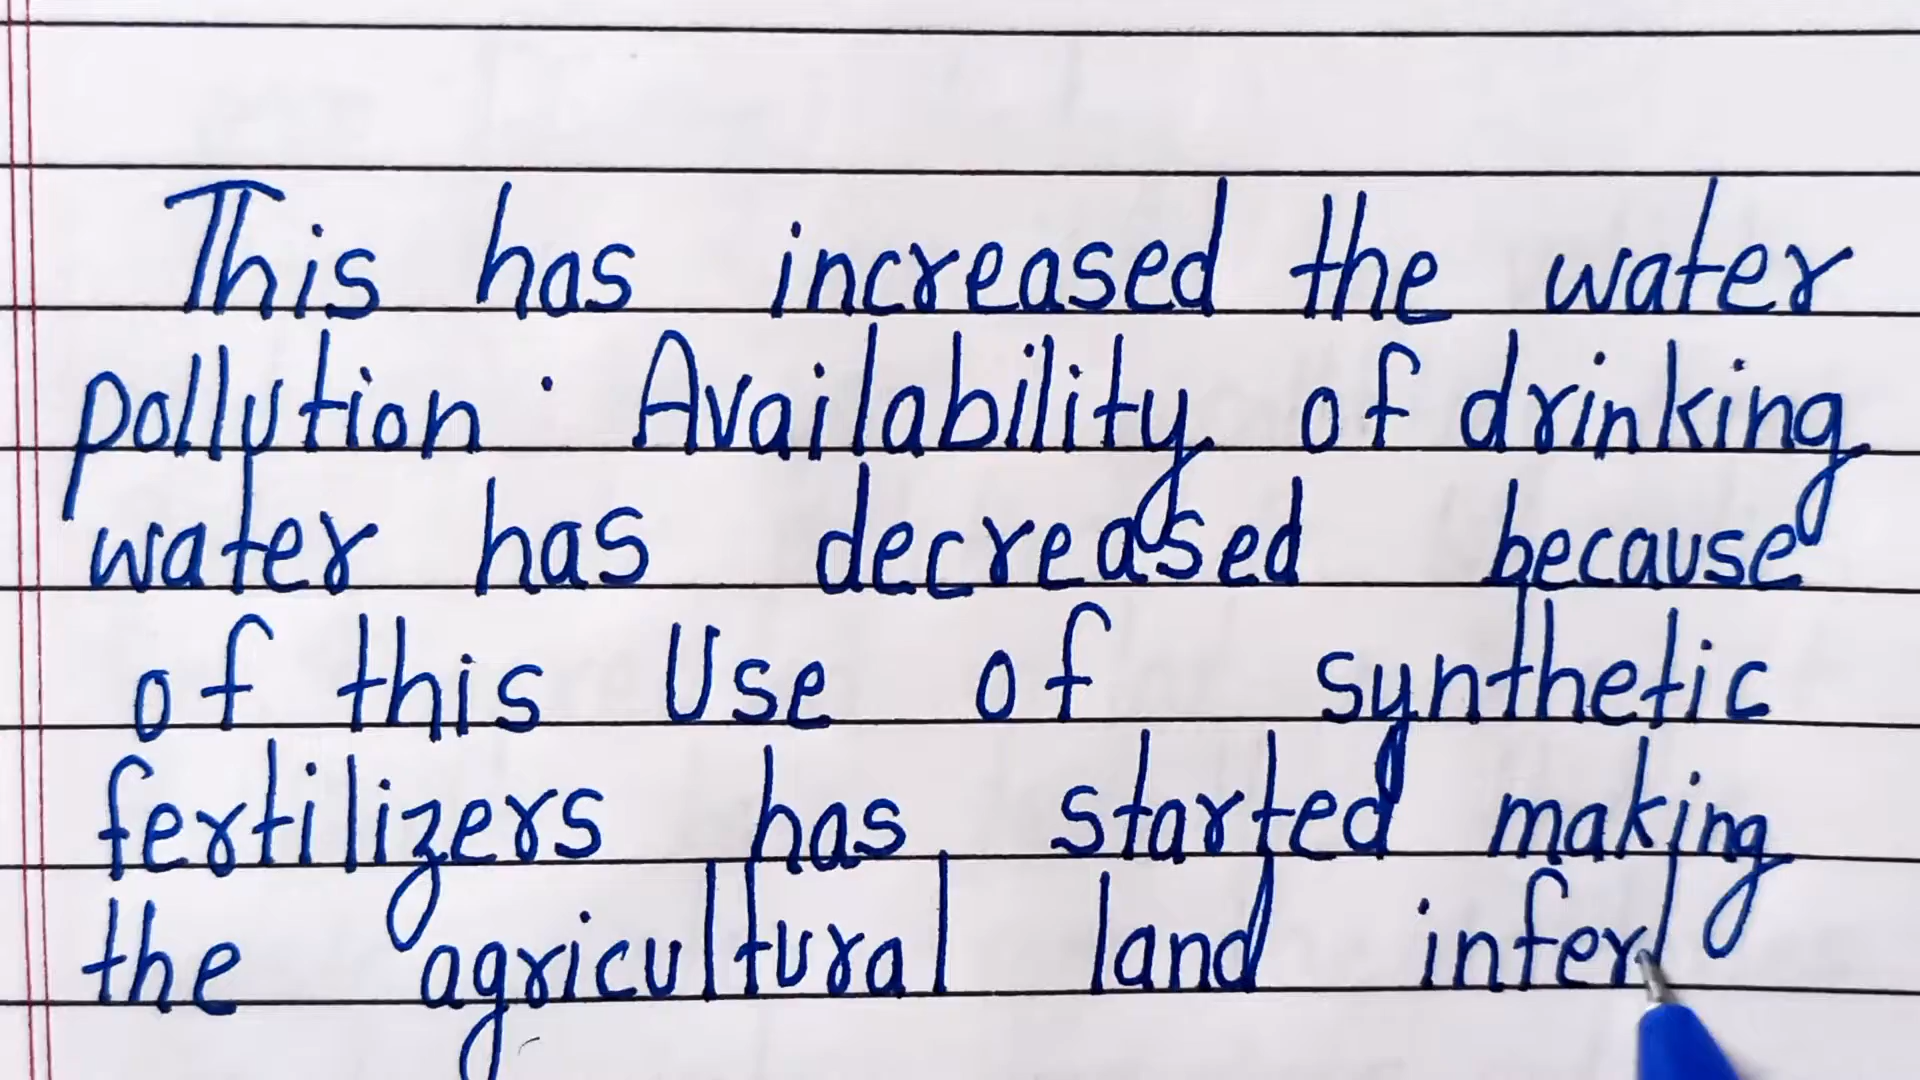 This has increased the water
pollution. Availability of drinking
water has decreased because
of this Use of synthetic
fertilizers has started making
the agricultural land infert